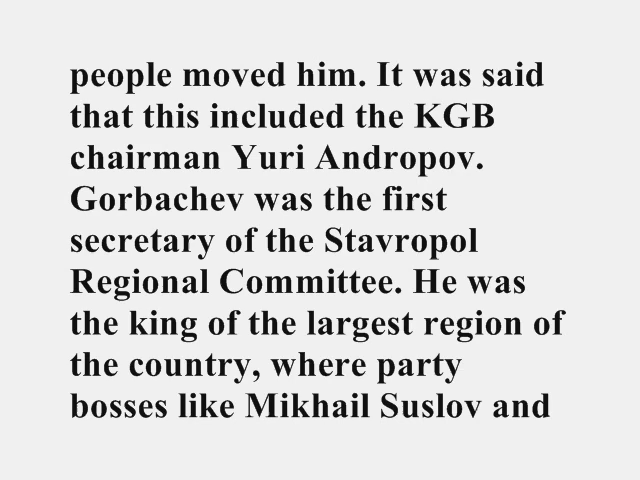 people moved him. It was said
that this included the KGB
chairman Yuri Andropov.
Gorbachev was the first
secretary of the Stavropol
Regional Committee. He was
the king of the largest region of
the country, where party
bosses like Mikhail Suslov and